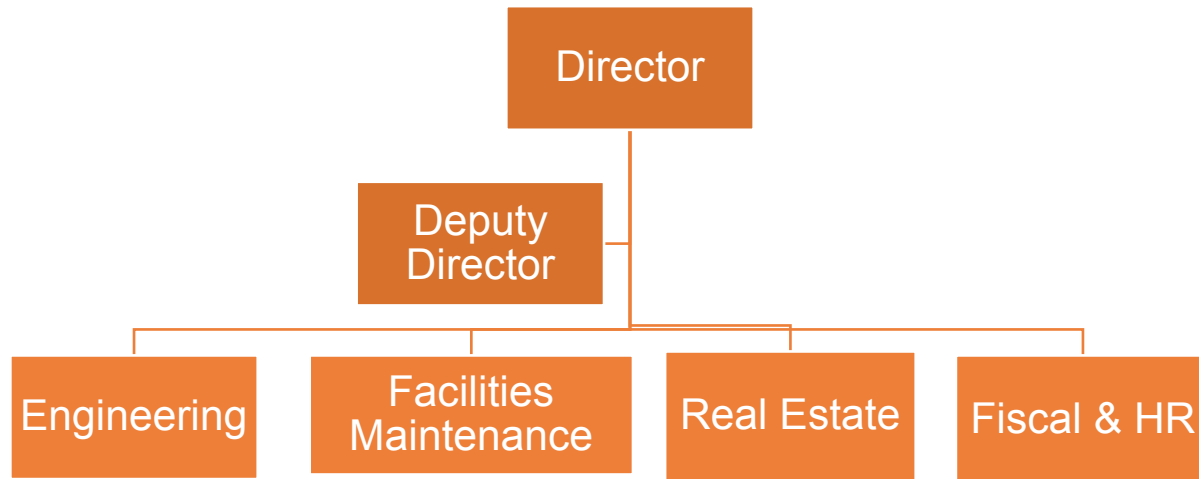 Director
Deputy
Director
Engineering
Facilities
Maintenance
Real Estate
Fiscal & HR